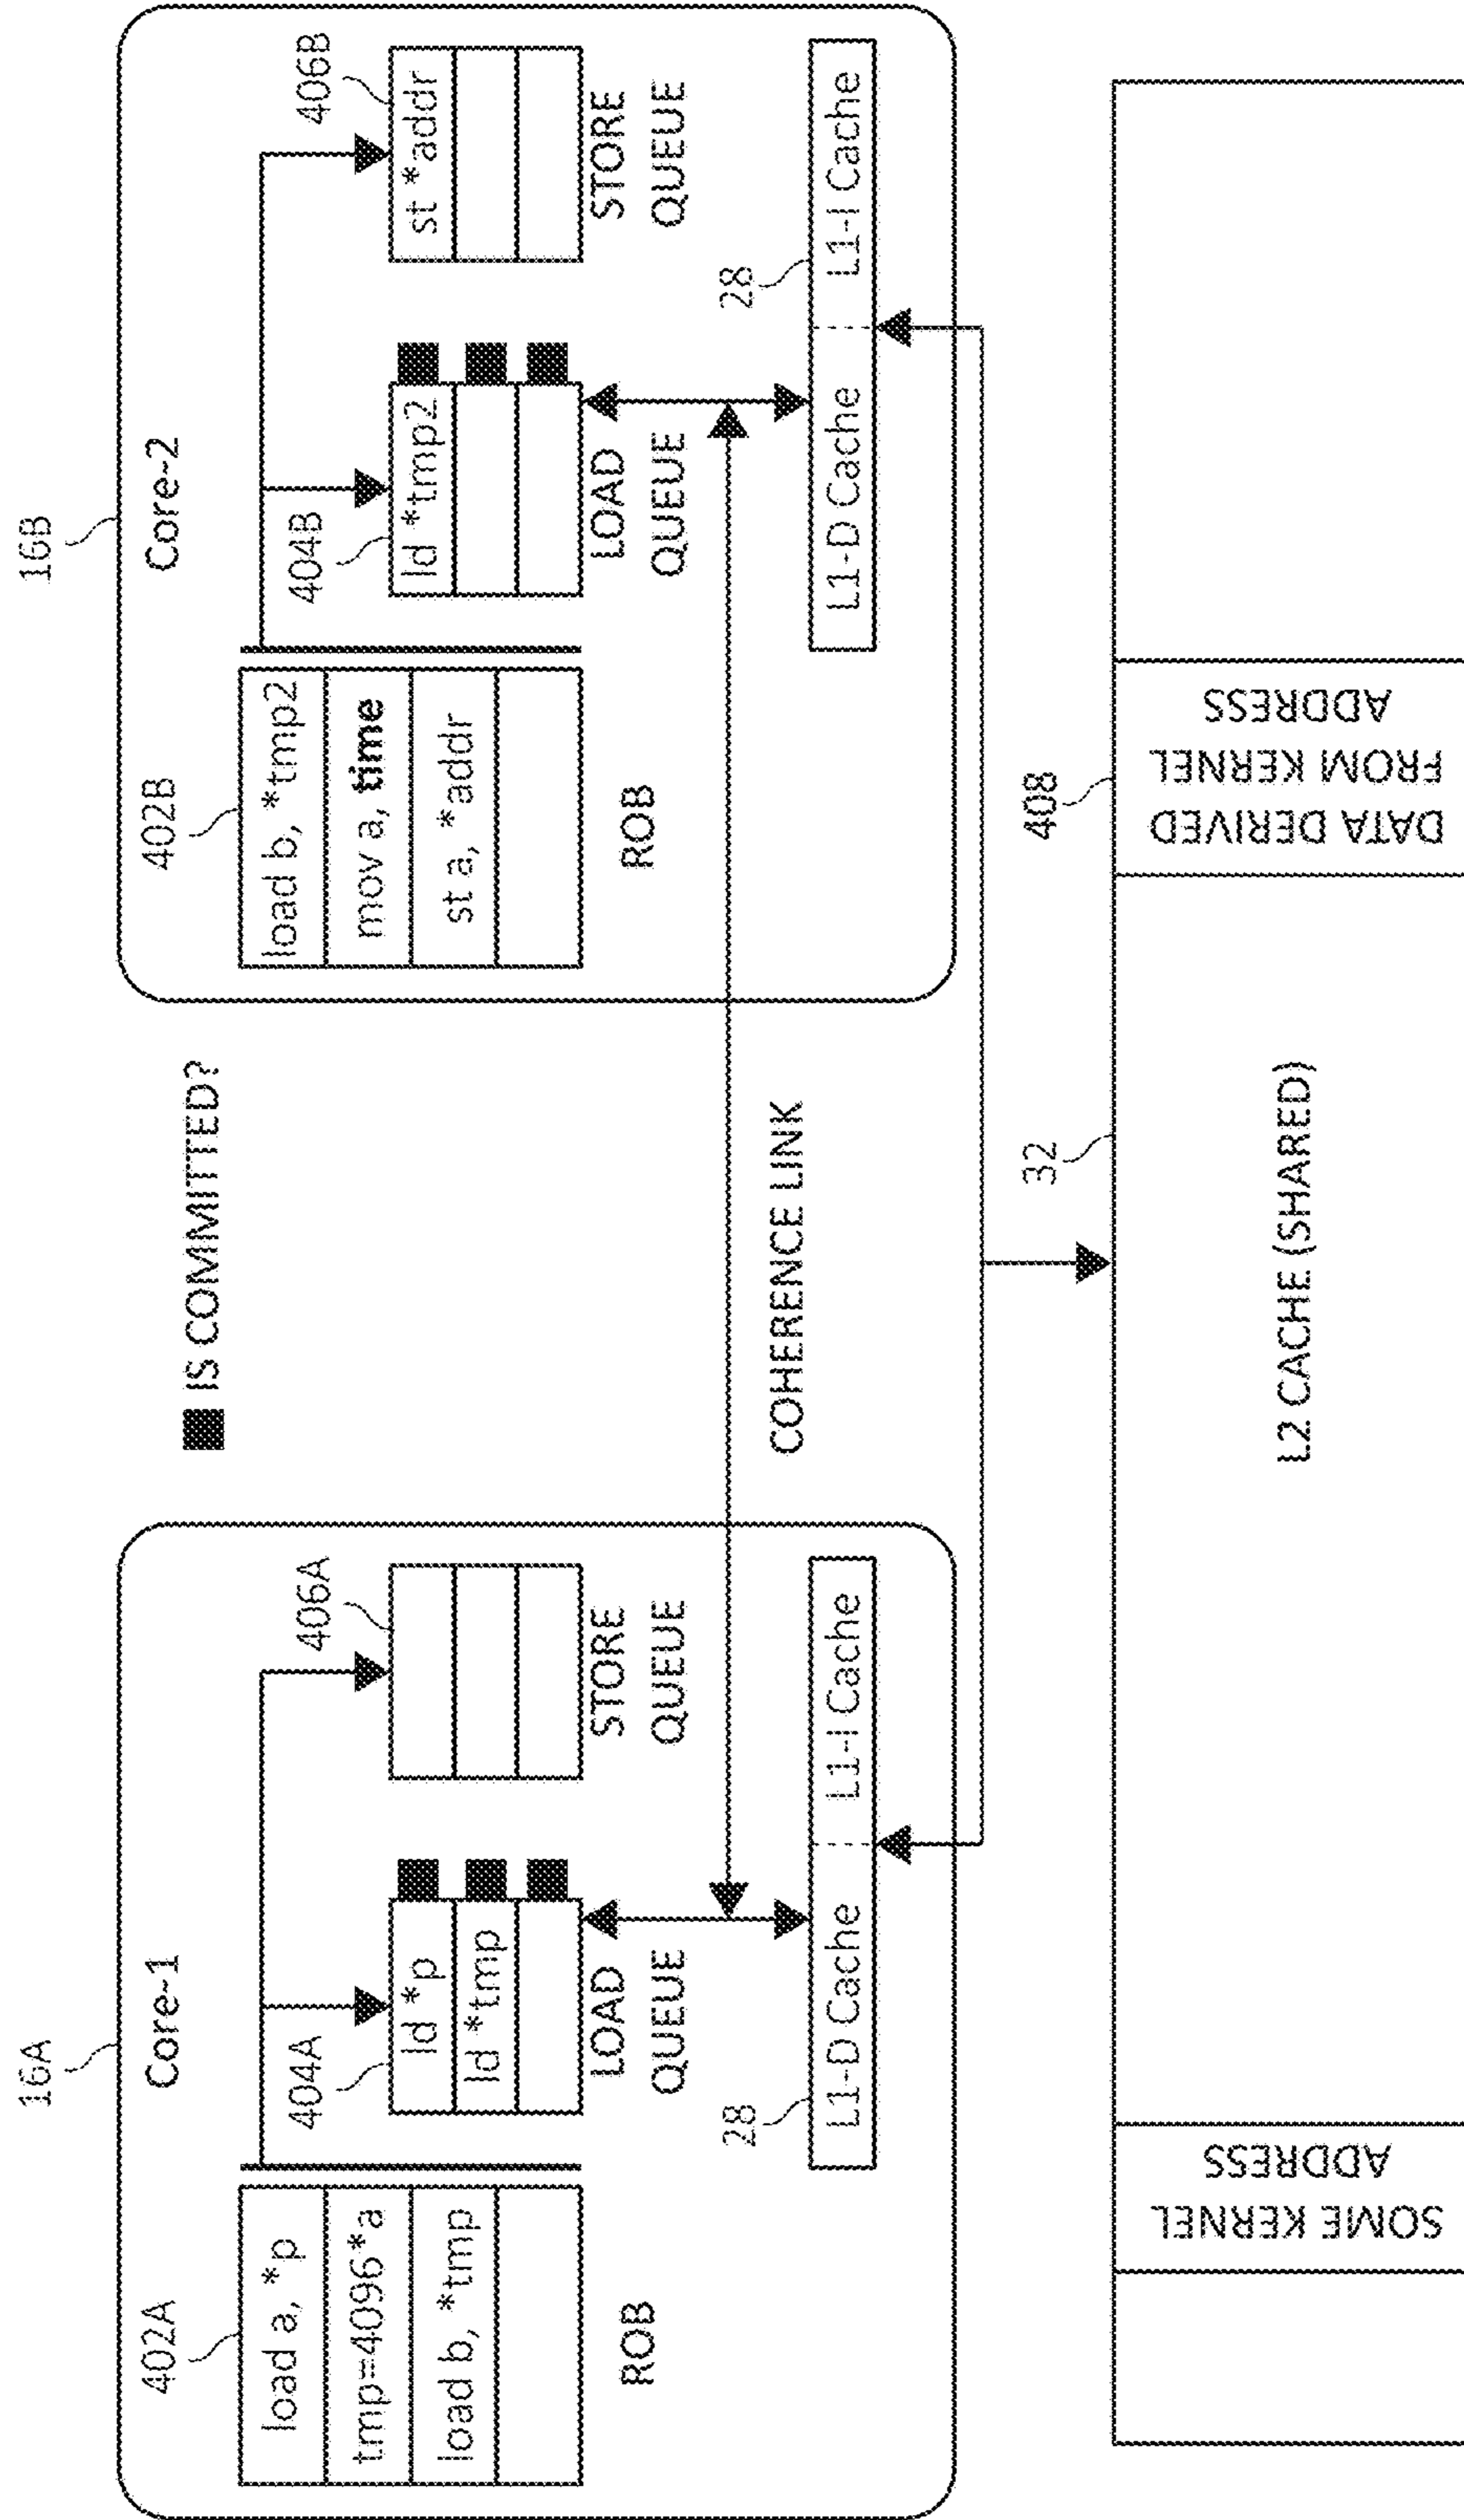 16A
Core-1
402A
load a, *p
tmp=4096*a
load b, *tmp
ROB
404A
ld *p
ld *tmp
LOAD
QUEUE
406A
STORE
QUEUE
28
L1-D Cache
L1-I Cache
IS COMMITTED?
COHERENCE LINK
16B
Core-2
402B
load b, *tmp2
mov a, time
st a, *addr
ROB
404B
ld *tmp2
LOAD
QUEUE
406B
st *addr
STORE
QUEUE
28
L1-D Cache
L1-I Cache
32
408
SOME KERNEL
ADDRESS
L2 CACHE (SHARED)
DATA DERIVED
FROM KERNEL
ADDRESS